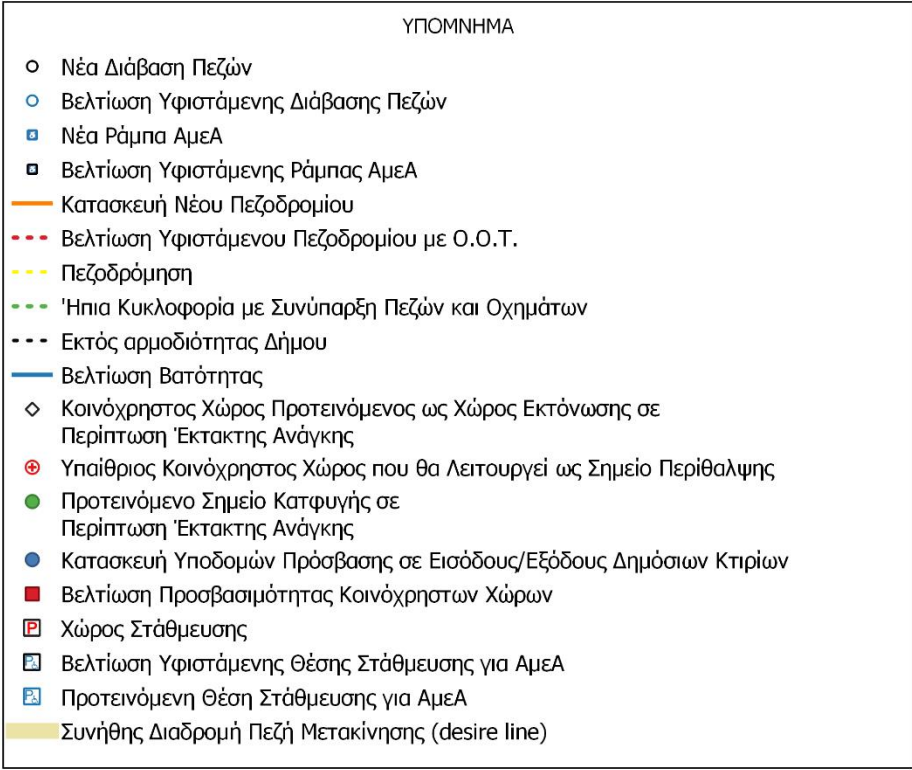 ΥΠΟΜΝΗΜΑ
Νέα Διάβαση Πεζών
Βελτίωση Υφιστάμενης Διάβασης Πεζών
Νέα Ράμπα ΑμεΑ
Βελτίωση Υφιστάμενης Ράμπας ΑμεΑ
Κατασκευή Νέου Πεζοδρομίου
Βελτίωση Υφιστάμενου Πεζοδρομίου με Ο.Ο.Τ.
Πεζοδρόμηση
Ήπια Κυκλοφορία με Συνύπαρξη Πεζών και Οχημάτων
Εκτός αρμοδιότητας Δήμου
Βελτίωση Βατότητας
Κοινόχρηστος Χώρος Προτεινόμενος ως Χώρος Εκτόνωσης σε
Περίπτωση Έκτακτης Ανάγκης
Υπαίθριος Κοινόχρηστος Χώρος που θα Λειτουργεί ως Σημείο Περίθαλψης
Προτεινόμενο Σημείο Κατφυγής σε
Περίπτωση Έκτακτης Ανάγκης
Κατασκευή Υποδομών Πρόσβασης σε Εισόδους/Εξόδους Δημόσιων Κτιρίων
Βελτίωση Προσβασιμότητας Κοινόχρηστων Χώρων
P Χώρος Στάθμευσης
P Βελτίωση Υφιστάμενης Θέσης Στάθμευσης για ΑμεΑ
P Προτεινόμενη Θέση Στάθμευσης για ΑμεΑ
Συνήθης Διαδρομή Πεζή Μετακίνησης (desire line)